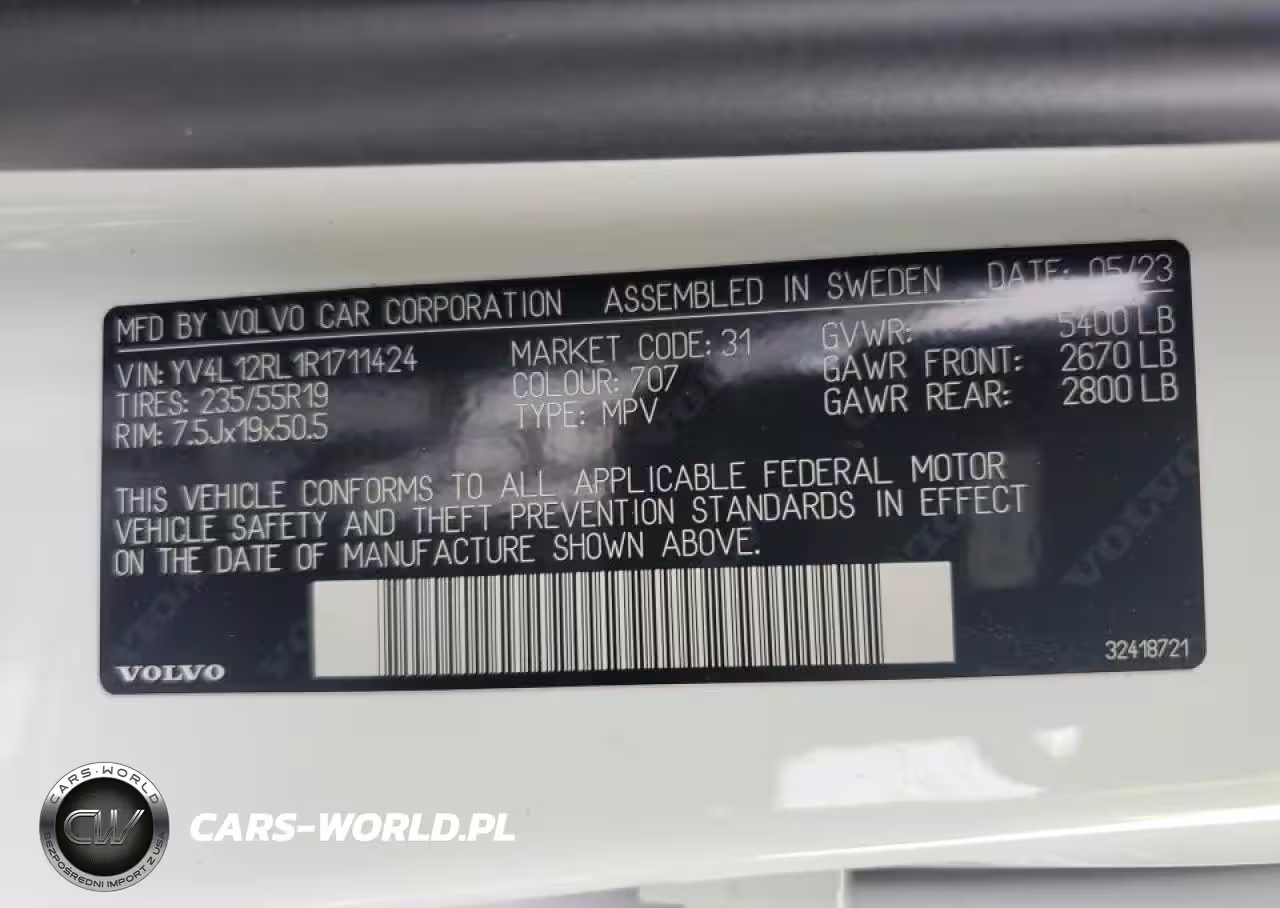 MFD BY VOLVO CAR CORPORATION ASSEMBLED IN SWEDEN DATE: 05/23
VIN: YV4L12RL1R1711424 MARKET CODE: 31 GVWR: 5400 LB
TIRES: 235/55R19 COLOUR: 707 GAWR FRONT: 2670 LB
RIM: 7.5Jx19x50.5 TYPE: MPV GAWR REAR: 2800 LB
THIS VEHICLE CONFORMS TO ALL APPLICABLE FEDERAL MOTOR
VEHICLE SAFETY AND THEFT PREVENTION STANDARDS IN EFFECT
ON THE DATE OF MANUFACTURE SHOWN ABOVE.
VOLVO
32418721
CARS-WORLD
CW
BEZPOŚREDNI IMPORT Z USA
CARS-WORLD.PL